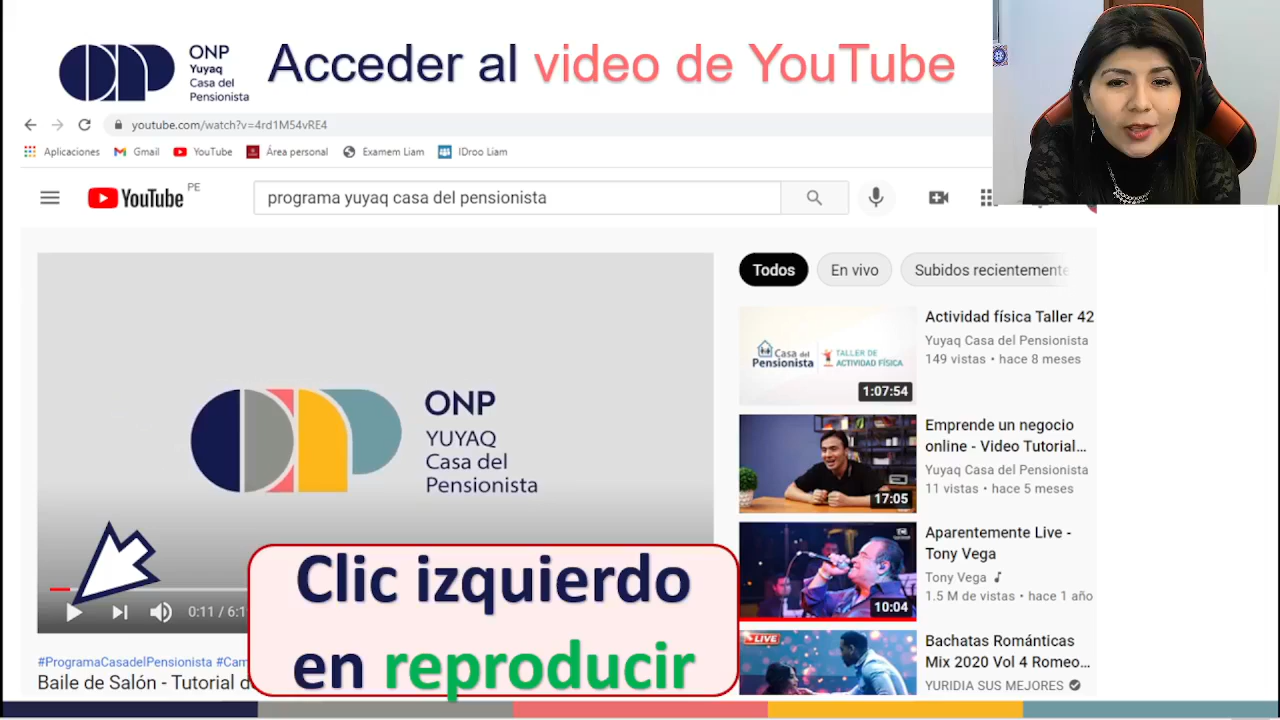 ONP
Yuyaq
Casa del
Pensionista
Acceder al video de YouTube
youtube.com/watch?v=4rd1M54vRE4
Aplicaciones
Gmail
YouTube
Área personal
Examem Liam
IDroo Liam
YouTube
PE
programa yuyaq casa del pensionista
ONP
YUYAQ
Casa del
Pensionista
0:11 / 6:1
Clic izquierdo
en reproducir
#ProgramaCasadelPensionista #Cam
Baile de Salón - Tutorial d
Todos
En vivo
Subidos recientemente
Casa del
Pensionista
TALLER DE
ACTIVIDAD FÍSICA
1:07:54
Actividad física Taller 42
Yuyaq Casa del Pensionista
149 vistas • hace 8 meses
17:05
Emprende un negocio
online - Video Tutorial...
Yuyaq Casa del Pensionista
11 vistas • hace 5 meses
10:04
Aparentemente Live -
Tony Vega
Tony Vega
1.5 M de vistas • hace 1 año
LIVE
Bachatas Románticas
Mix 2020 Vol 4 Romeo...
YURIDIA SUS MEJORES